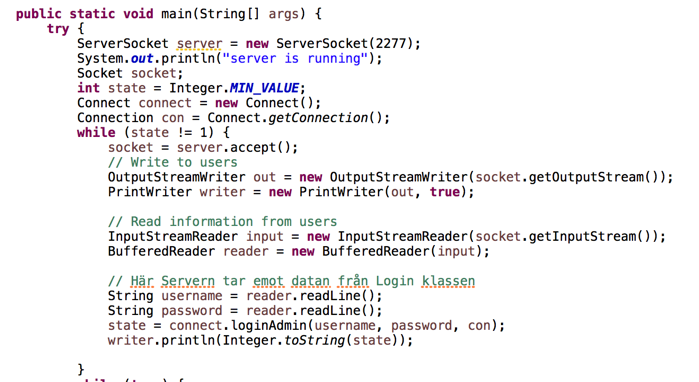 public static void main(String[] args) {
try {
ServerSocket server = new ServerSocket(2277);
System.out.println("server is running");
Socket socket;
int state = Integer.MIN_VALUE;
Connect connect = new Connect();
Connection con = Connect.getConnection();
while (state != 1) {
socket = server.accept();
// Write to users
OutputStreamWriter out = new OutputStreamWriter(socket.getOutputStream());
PrintWriter writer = new PrintWriter(out, true);
// Read information from users
InputStreamReader input = new InputStreamReader(socket.getInputStream());
BufferedReader reader = new BufferedReader(input);
// Här Servern tar emot datan från Login klassen
String username = reader.readLine();
String password = reader.readLine();
state = connect.loginAdmin(username, password, con);
writer.println(Integer.toString(state));
}